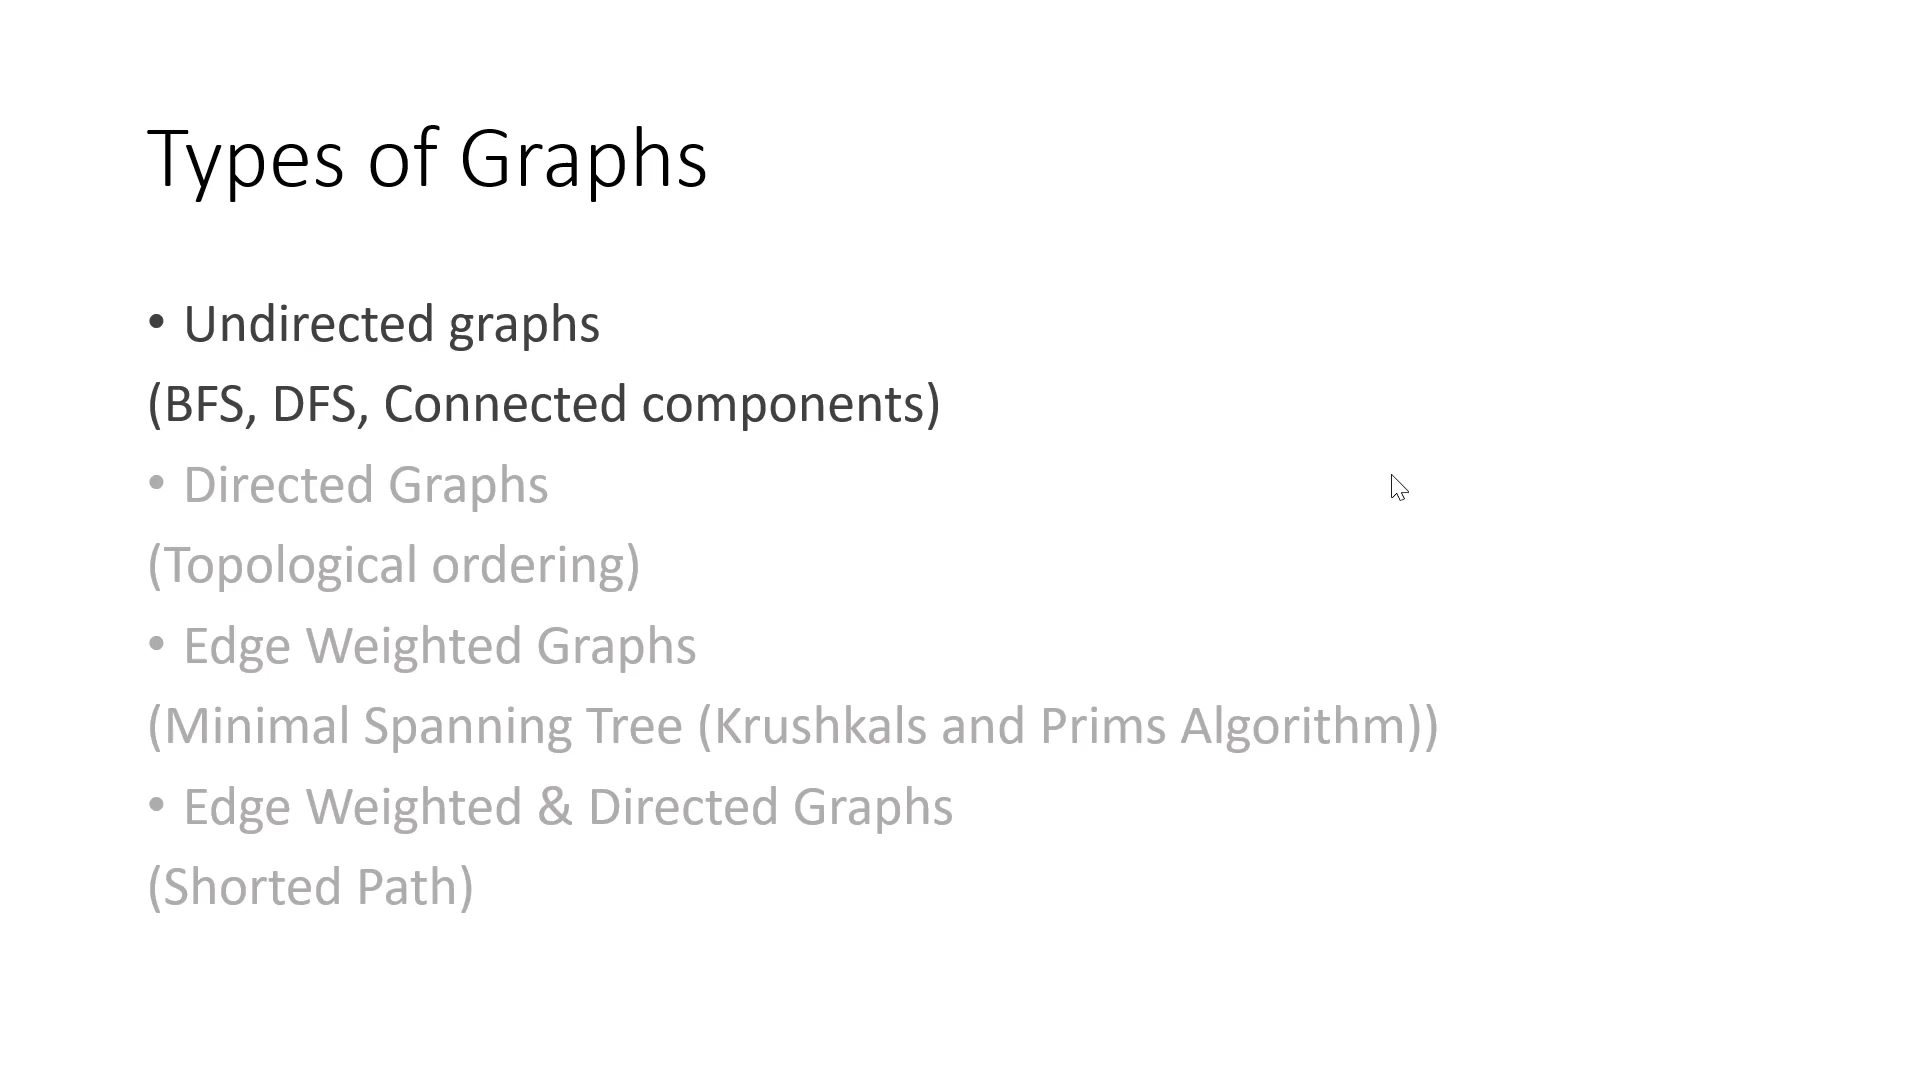 Types of Graphs
• Undirected graphs
(BFS, DFS, Connected components)
• Directed Graphs
(Topological ordering)
• Edge Weighted Graphs
(Minimal Spanning Tree (Krushkals and Prims Algorithm))
• Edge Weighted & Directed Graphs
(Shorted Path)